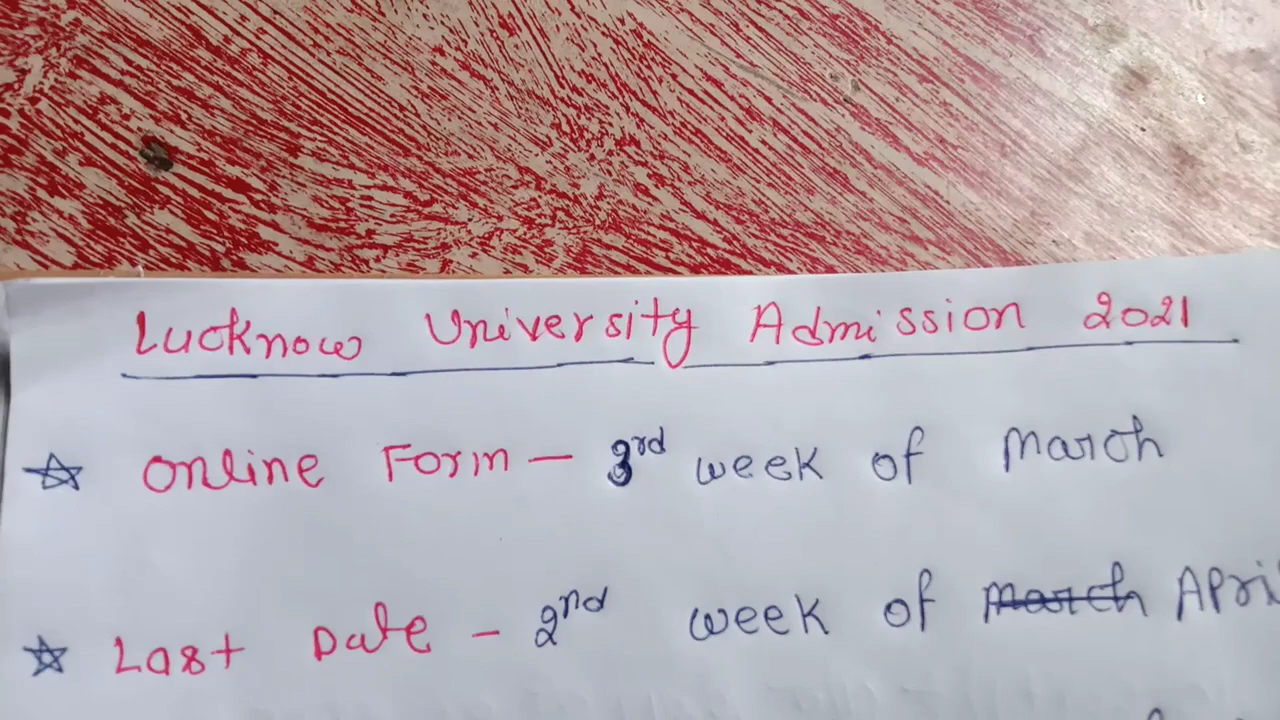 Lucknow University Admission 2021
☆ Online Form – 3rd week of March
☆ Last Date – 2nd week of March Apri